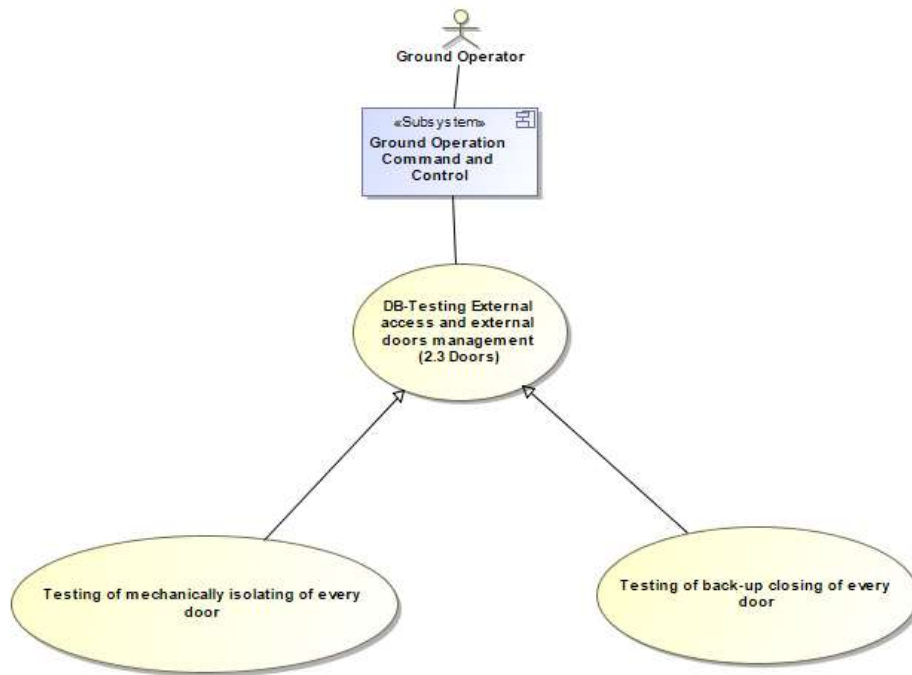 Ground Operator
«Subsystem»
Ground Operation
Command and
Control
DB-Testing External
access and external
doors management
(2.3 Doors)
Testing of mechanically isolating of every
door
Testing of back-up closing of every
door